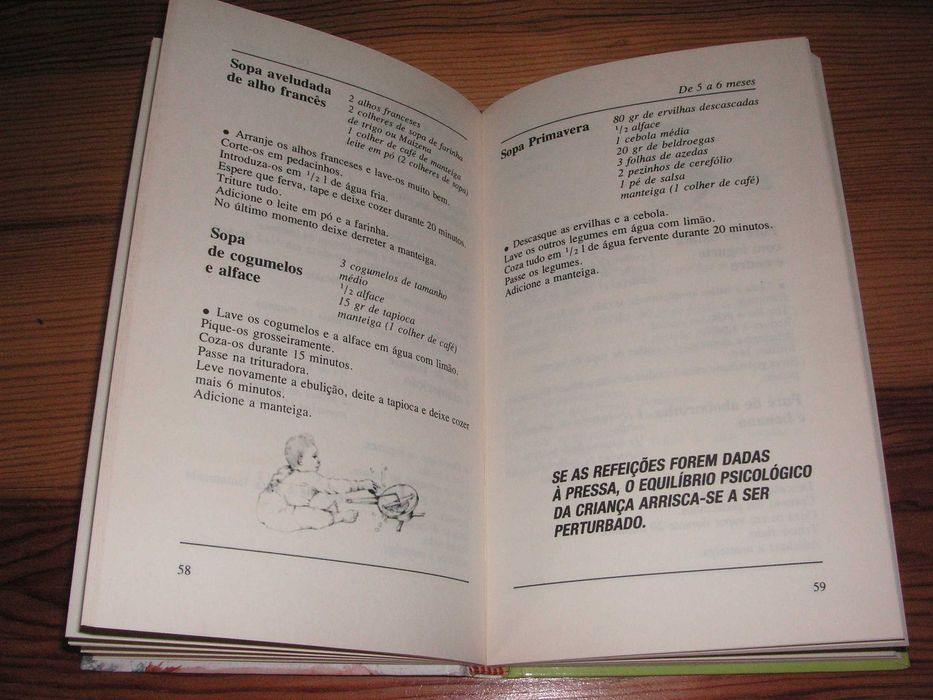 Sopa aveludada
de alho francês
2 alhos franceses
2 colheres de sopa de farinha
de trigo ou Maizena
1 colher de café de manteiga
leite em pó (2 colheres de sopa)
● Arranje os alhos franceses e lave-os muito bem.
Corte-os em pedacinhos.
Introduza-os em 1/2 l de água fria.
Espere que ferva, tape e deixe cozer durante 20 minutos.
Triture tudo.
Adicione o leite em pó e a farinha.
No último momento deixe derreter a manteiga.
Sopa
de cogumelos
e alface
3 cogumelos de tamanho
médio
1/2 alface
15 gr de tapioca
manteiga (1 colher de café)
● Lave os cogumelos e a alface em água com limão.
Pique-os grosseiramente.
Coza-os durante 15 minutos.
Passe na trituradora.
Leve novamente a ebulição, deite a tapioca e deixe cozer
mais 6 minutos.
Adicione a manteiga.
58
De 5 a 6 meses
Sopa Primavera
80 gr de ervilhas descascadas
1/2 alface
1 cebola média
20 gr de beldroegas
3 folhas de azedas
2 pezinhos de cerefólio
1 pé de salsa
manteiga (1 colher de café)
● Descasque as ervilhas e a cebola.
Lave os outros legumes em água com limão.
Coza tudo em 1/2 l de água fervente durante 20 minutos.
Passe os legumes.
Adicione a manteiga.
SE AS REFEIÇÕES FOREM DADAS
À PRESSA, O EQUILÍBRIO PSICOLÓGICO
DA CRIANÇA ARRISCA-SE A SER
PERTURBADO.
59